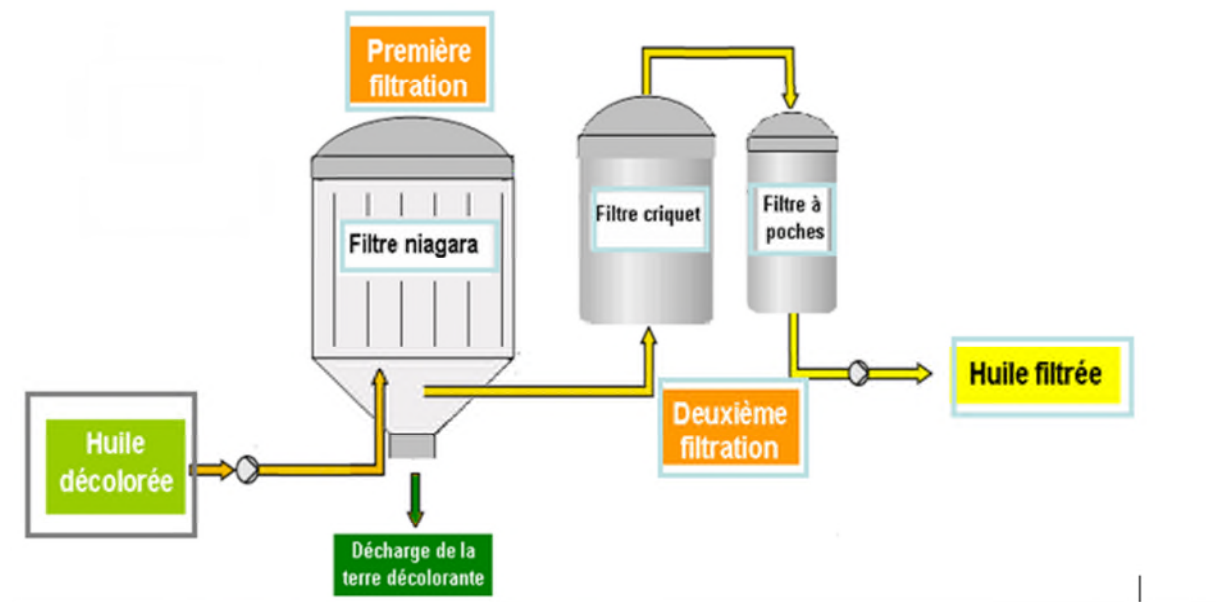 Première
filtration
Filtre niagara
Filtre criquet
Filtre à
poches
Huile
décolorée
Deuxième
filtration
Huile filtrée
Décharge de la
terre décolorante